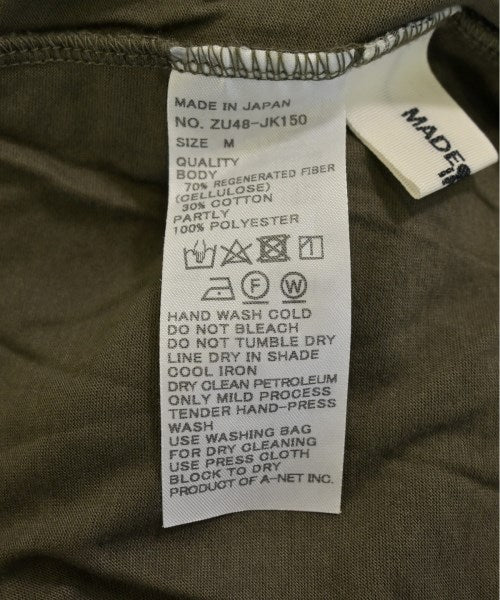 MADE IN JAPAN
NO. ZU48-JK150
SIZE M
QUALITY
BODY
70% REGENERATED FIBER
(CELLULOSE)
30% COTTON
PARTLY
100% POLYESTER
F W
HAND WASH COLD
DO NOT BLEACH
DO NOT TUMBLE DRY
LINE DRY IN SHADE
COOL IRON
DRY CLEAN PETROLEUM
ONLY MILD PROCESS
TENDER HAND-PRESS
WASH
USE WASHING BAG
FOR DRY CLEANING
USE PRESS CLOTH
BLOCK TO DRY
PRODUCT OF A-NET INC.
MADE